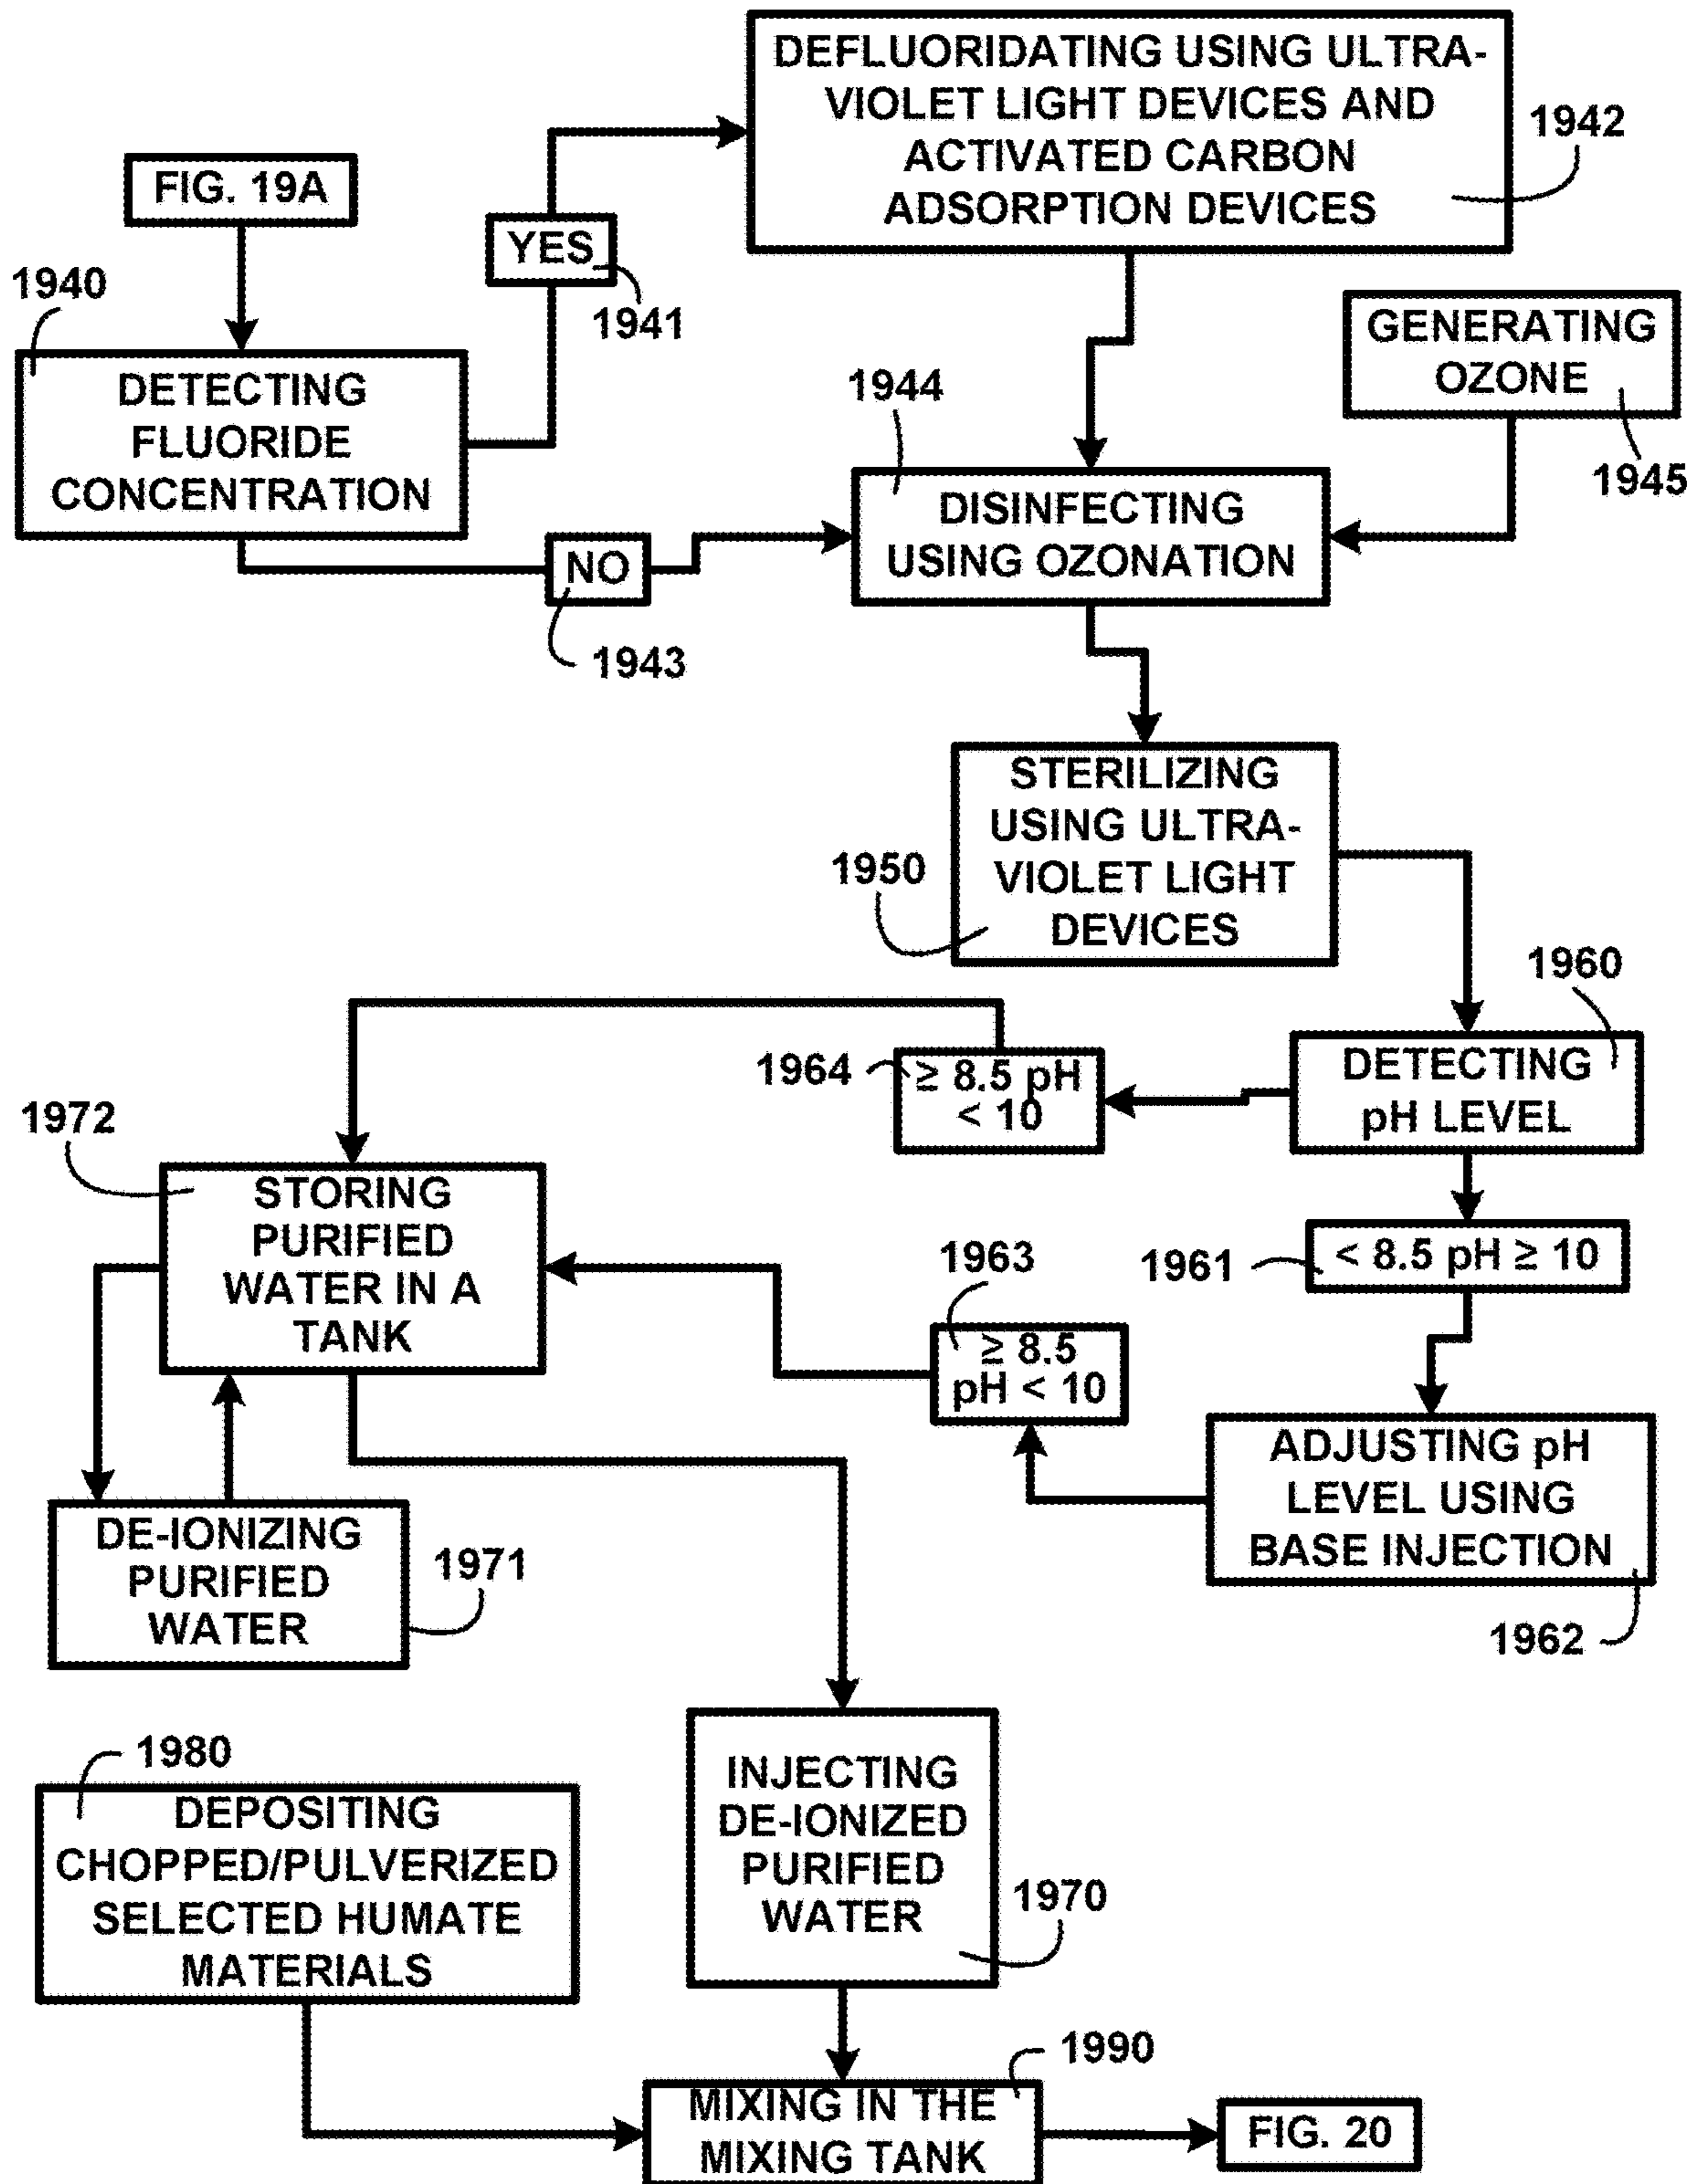 DEFLUORIDATING USING ULTRA-
VIOLET LIGHT DEVICES AND
ACTIVATED CARBON
ADSORPTION DEVICES
1942
FIG. 19A
YES
1941
1940
DETECTING
FLUORIDE
CONCENTRATION
GENERATING
OZONE
1945
1944
DISINFECTING
USING OZONATION
NO
1943
STERILIZING
USING ULTRA-
VIOLET LIGHT
DEVICES
1950
1960
DETECTING
pH LEVEL
1964
≥ 8.5 pH
< 10
1972
STORING
PURIFIED
WATER IN A
TANK
1961
< 8.5 pH ≥ 10
1963
≥ 8.5
pH < 10
ADJUSTING pH
LEVEL USING
BASE INJECTION
1962
DE-IONIZING
PURIFIED
WATER
1971
INJECTING
DE-IONIZED
PURIFIED
WATER
1970
1980
DEPOSITING
CHOPPED/PULVERIZED
SELECTED HUMATE
MATERIALS
1990
MIXING IN THE
MIXING TANK
FIG. 20